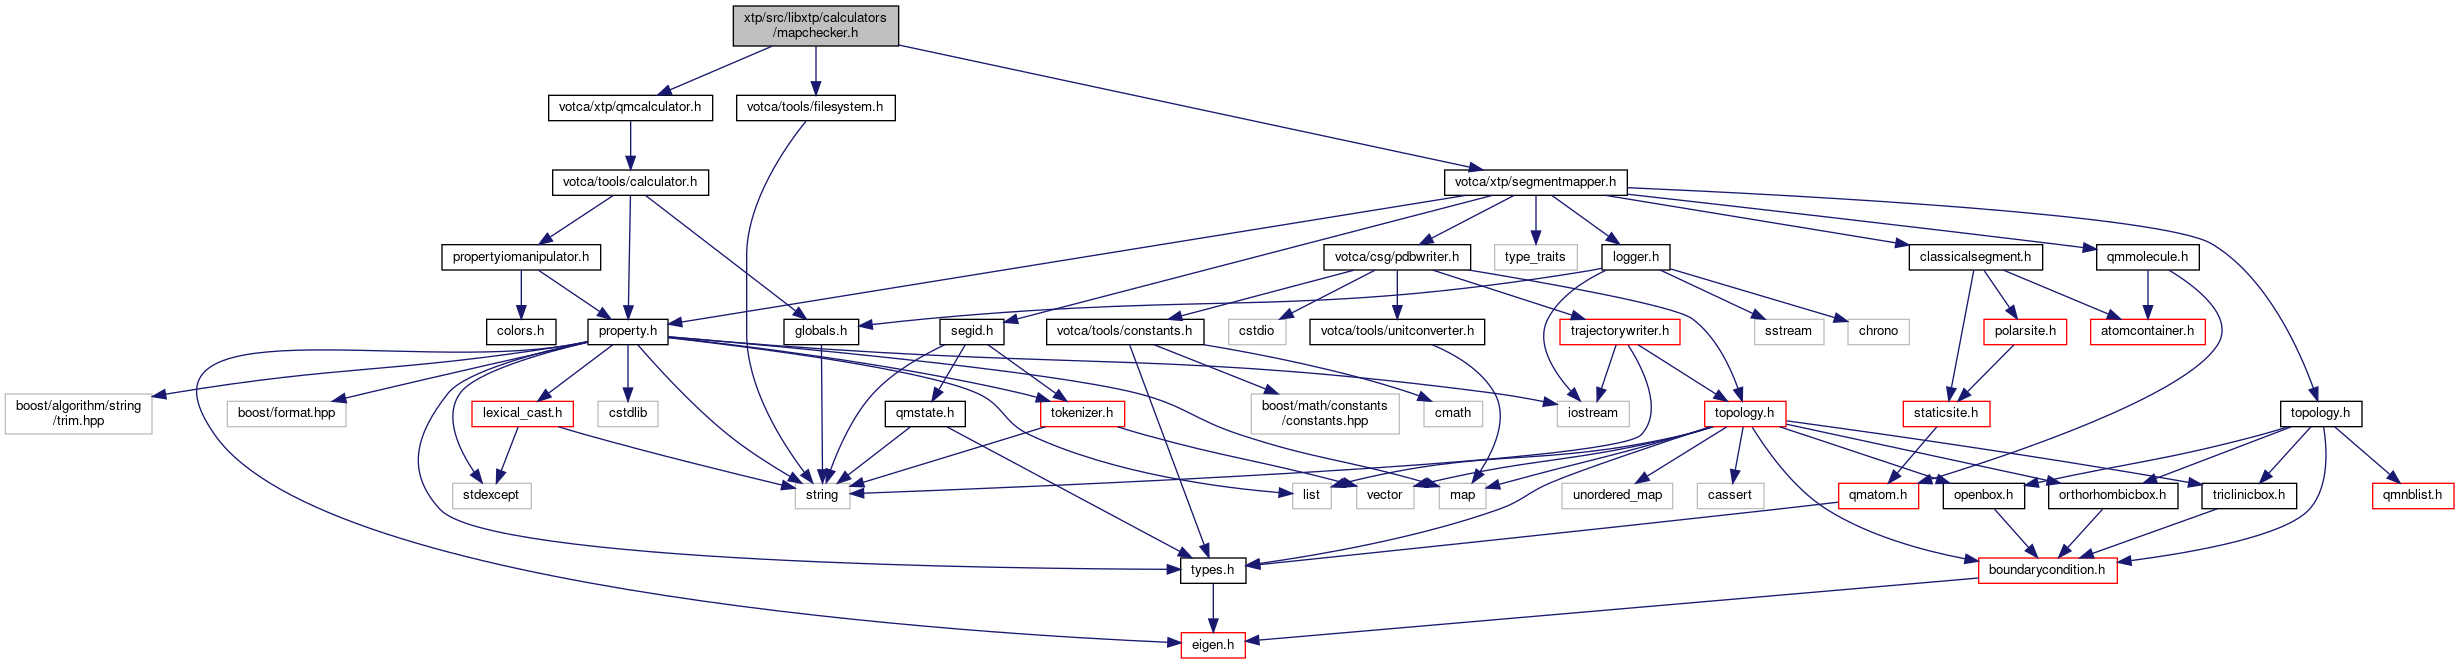 xtp/src/libxtp/calculators
/mapchecker.h
votca/xtp/qmcalculator.h
votca/tools/filesystem.h
votca/tools/calculator.h
votca/xtp/segmentmapper.h
propertyiomanipulator.h
votca/csg/pdbwriter.h
type_traits
logger.h
classicalsegment.h
qmmolecule.h
colors.h
property.h
globals.h
segid.h
votca/tools/constants.h
cstdio
votca/tools/unitconverter.h
trajectorywriter.h
sstream
chrono
polarsite.h
atomcontainer.h
boost/algorithm/string
/trim.hpp
boost/format.hpp
lexical_cast.h
cstdlib
qmstate.h
tokenizer.h
boost/math/constants
/constants.hpp
cmath
iostream
topology.h
staticsite.h
topology.h
stdexcept
string
list
vector
map
unordered_map
cassert
qmatom.h
openbox.h
orthorhombicbox.h
triclinicbox.h
qmnblist.h
types.h
boundarycondition.h
eigen.h